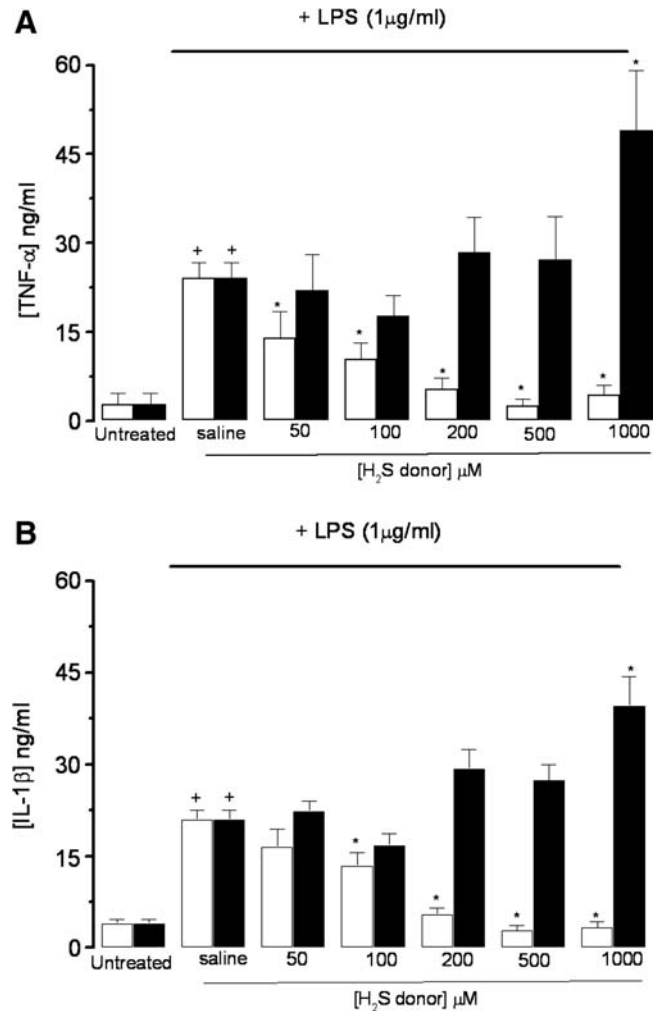 A
+ LPS (1μg/ml)
60
45
30
15
0
[TNF-α] ng/ml
*
+ +
* * * * *
Untreated saline 50 100 200 500 1000
[H₂S donor] μM
B
+ LPS (1μg/ml)
60
45
30
15
0
[IL-1β] ng/ml
*
+ +
* * * *
Untreated saline 50 100 200 500 1000
[H₂S donor] μM